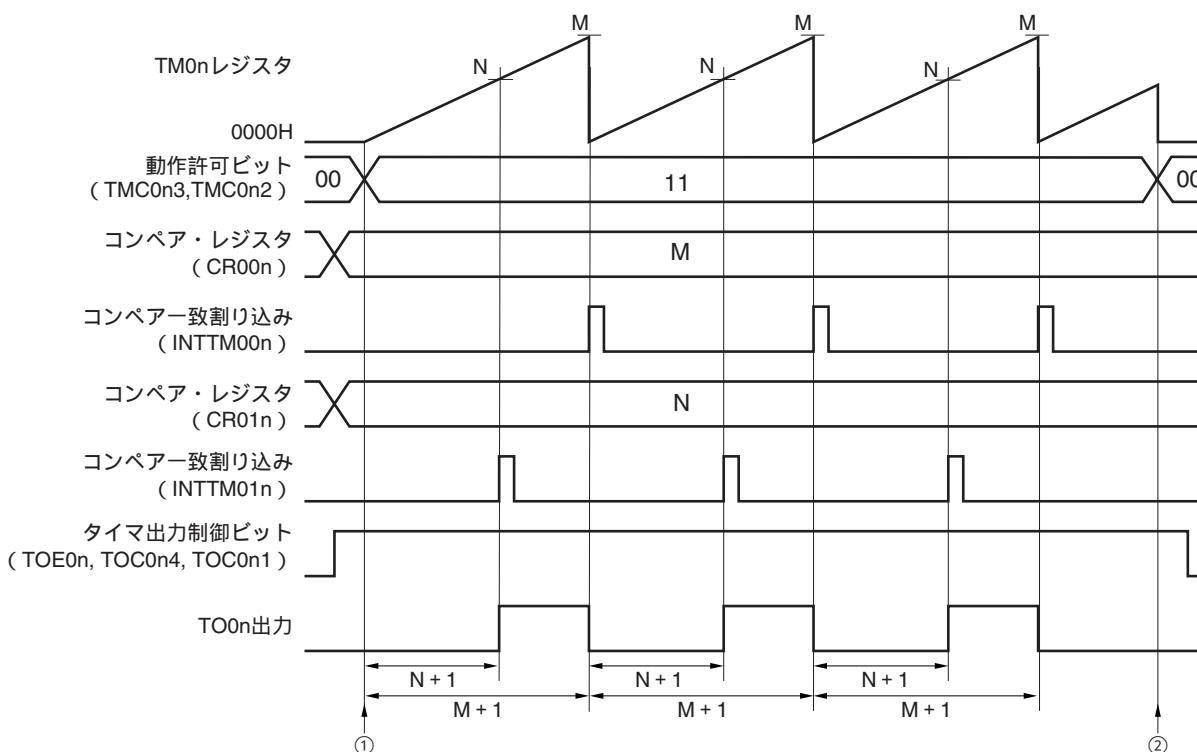 M M M
TM0nレジスタ N N N
0000H
動作許可ビット
( TMC0n3,TMC0n2 ) 00 11 00
コンペア・レジスタ
( CR00n ) M
コンペア一致割り込み
( INTTM00n )
コンペア・レジスタ
( CR01n ) N
コンペア一致割り込み
( INTTM01n )
タイマ出力制御ビット
( TOE0n, TOC0n4, TOC0n1 )
TO0n出力
N + 1 N + 1 N + 1
M + 1 M + 1 M + 1
① ②